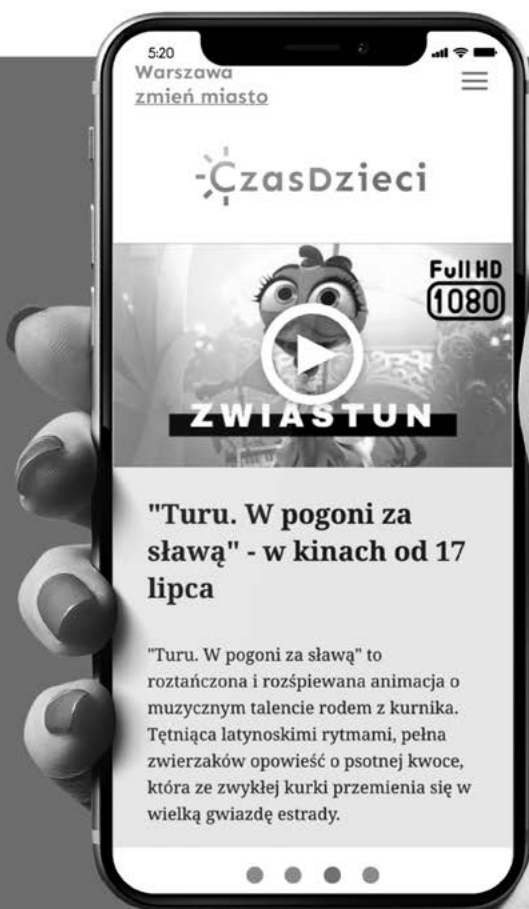 5:20
Warszawa
zmień miasto
CzasDzieci
Full HD
1080
ZWIASTUN
"Turu. W pogoni za
sławą" - w kinach od 17
lipca
"Turu. W pogoni za sławą" to
roztańczona i rozśpiewana animacja o
muzycznym talencie rodem z kurnika.
Tętniąca latynoskimi rytmami, pełna
zwierzaków opowieść o psotnej kwoce,
która ze zwykłej kurki przemienia się w
wielką gwiazdę estrady.